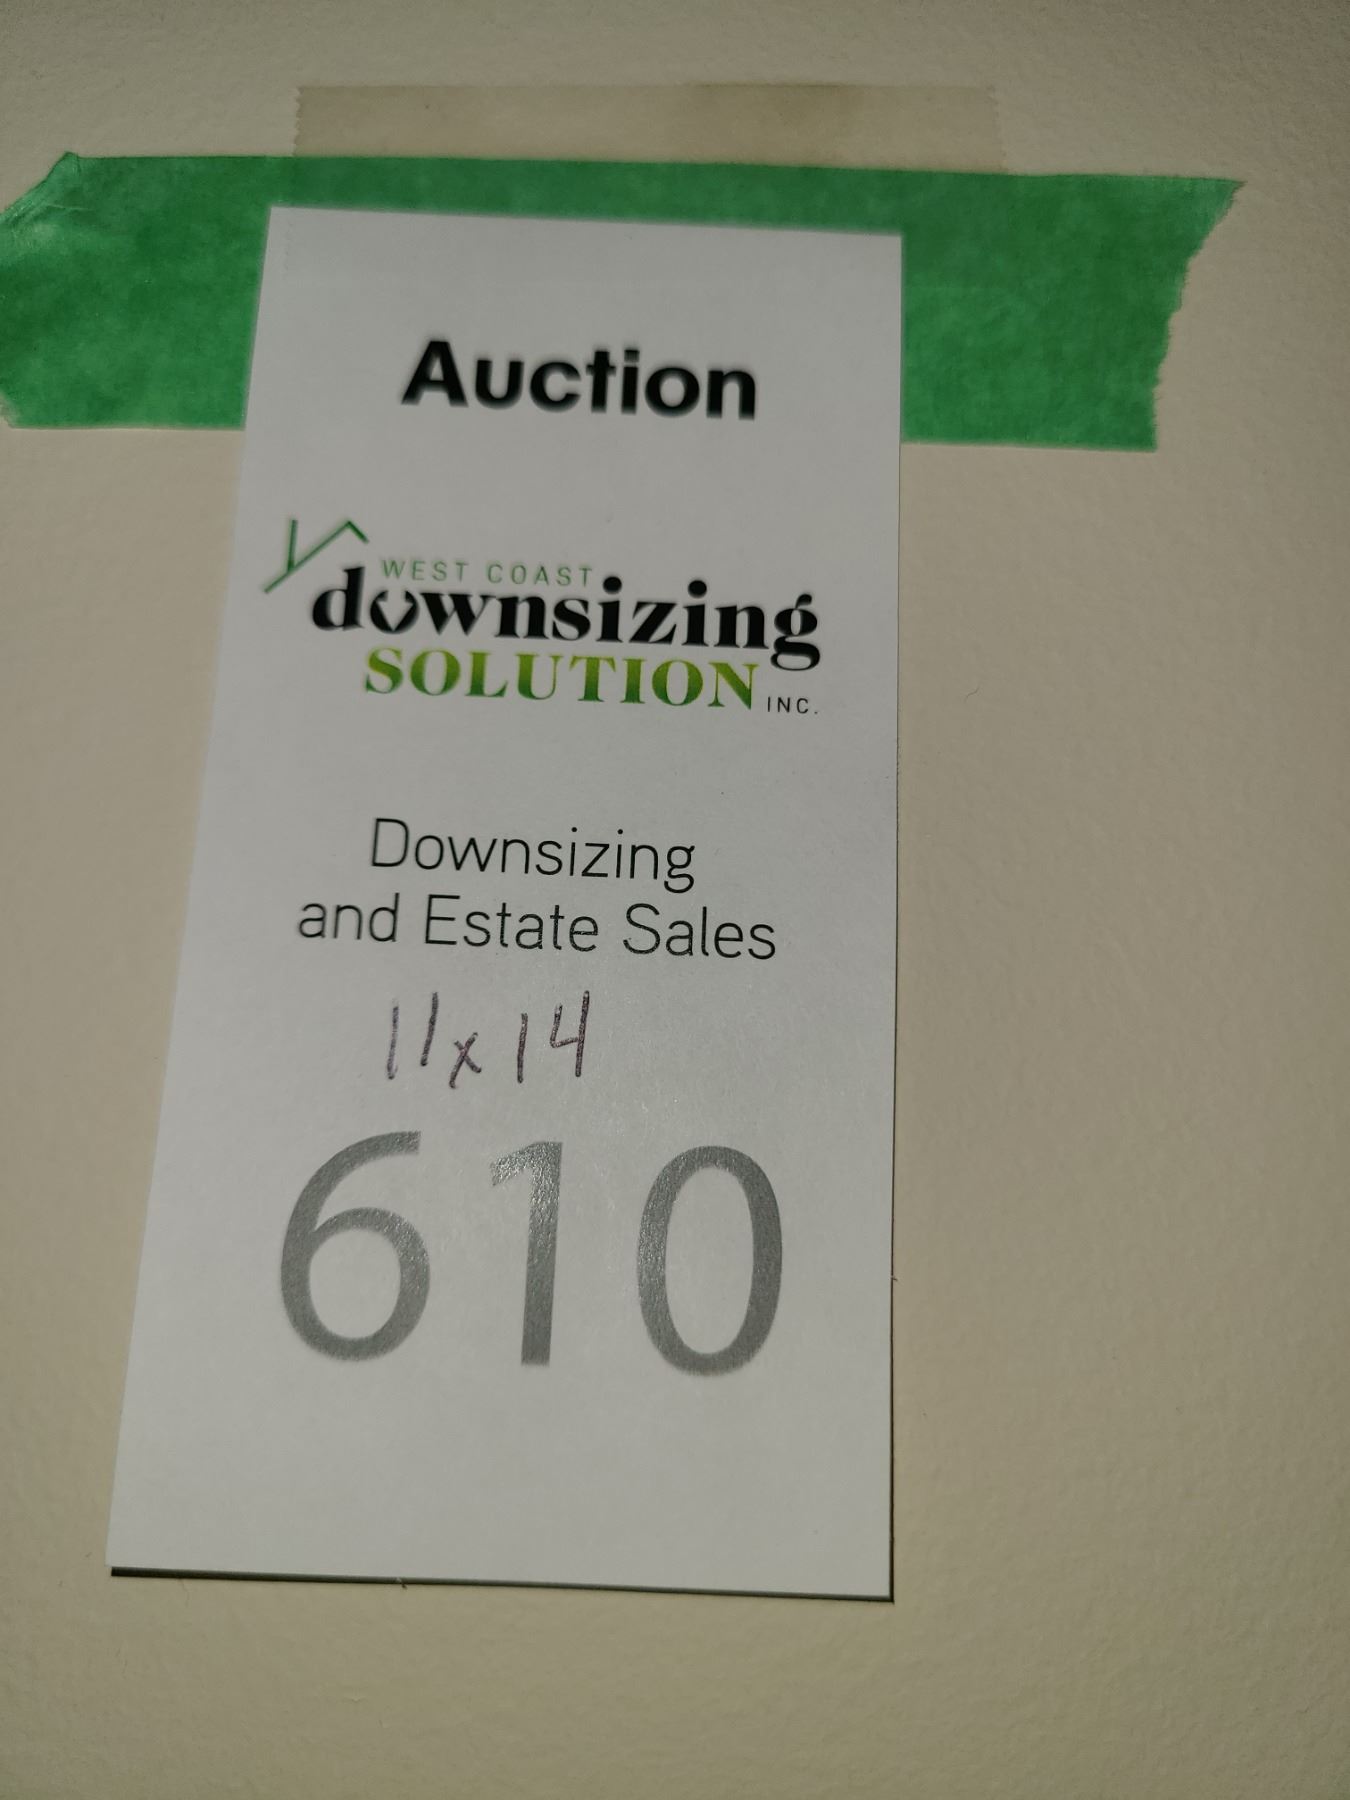 Auction
WEST COAST
downsizing
SOLUTION INC.
Downsizing
and Estate Sales
11x14
610